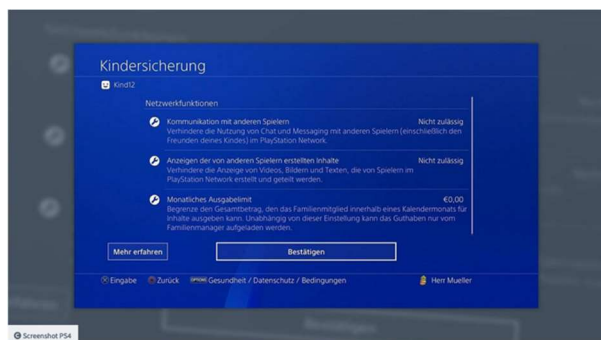 Kindersicherung
Kind12
Netzwerkfunktionen
Kommunikation mit anderen Spielern Nicht zulässig
Verhindere die Nutzung von Chat und Messaging mit anderen Spielern (einschließlich den
Freunden deines Kindes) im PlayStation Network.
Anzeigen der von anderen Spielern erstellten Inhalte Nicht zulässig
Verhindere die Anzeige von Videos, Bildern und Texten, die von Spielern im
PlayStation Network erstellt und geteilt werden.
Monatliches Ausgabelimit €0,00
Begrenze den Gesamtbetrag, den das Familienmitglied innerhalb eines Kalendermonats für
Inhalte ausgeben kann. Unabhängig von dieser Einstellung kann das Guthaben nur vom
Familienmanager aufgeladen werden.
Mehr erfahren Bestätigen
Eingabe Zurück OPTIONS Gesundheit / Datenschutz / Bedingungen Herr Mueller
Bestätigen
Screenshot PS4